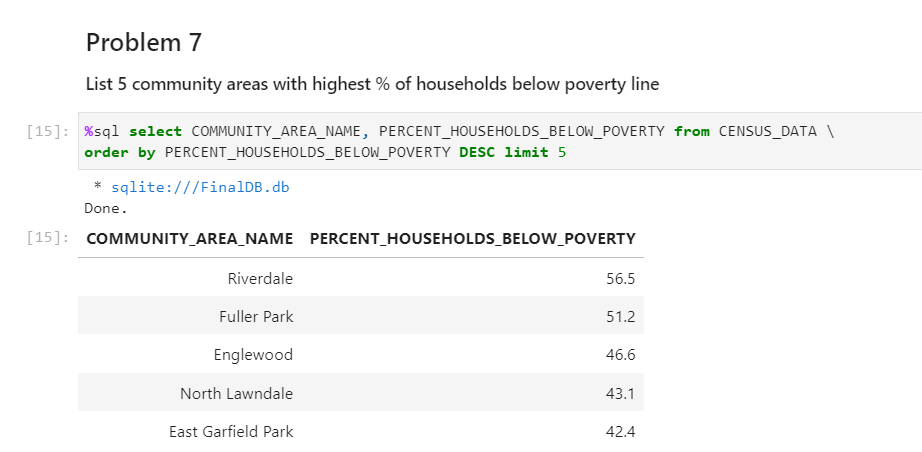 Problem 7
List 5 community areas with highest % of households below poverty line
[15]: %sql select COMMUNITY_AREA_NAME, PERCENT_HOUSEHOLDS_BELOW_POVERTY from CENSUS_DATA \
order by PERCENT_HOUSEHOLDS_BELOW_POVERTY DESC limit 5
* sqlite:///FinalDB.db
Done.
[15]: COMMUNITY_AREA_NAME PERCENT_HOUSEHOLDS_BELOW_POVERTY
Riverdale 56.5
Fuller Park 51.2
Englewood 46.6
North Lawndale 43.1
East Garfield Park 42.4